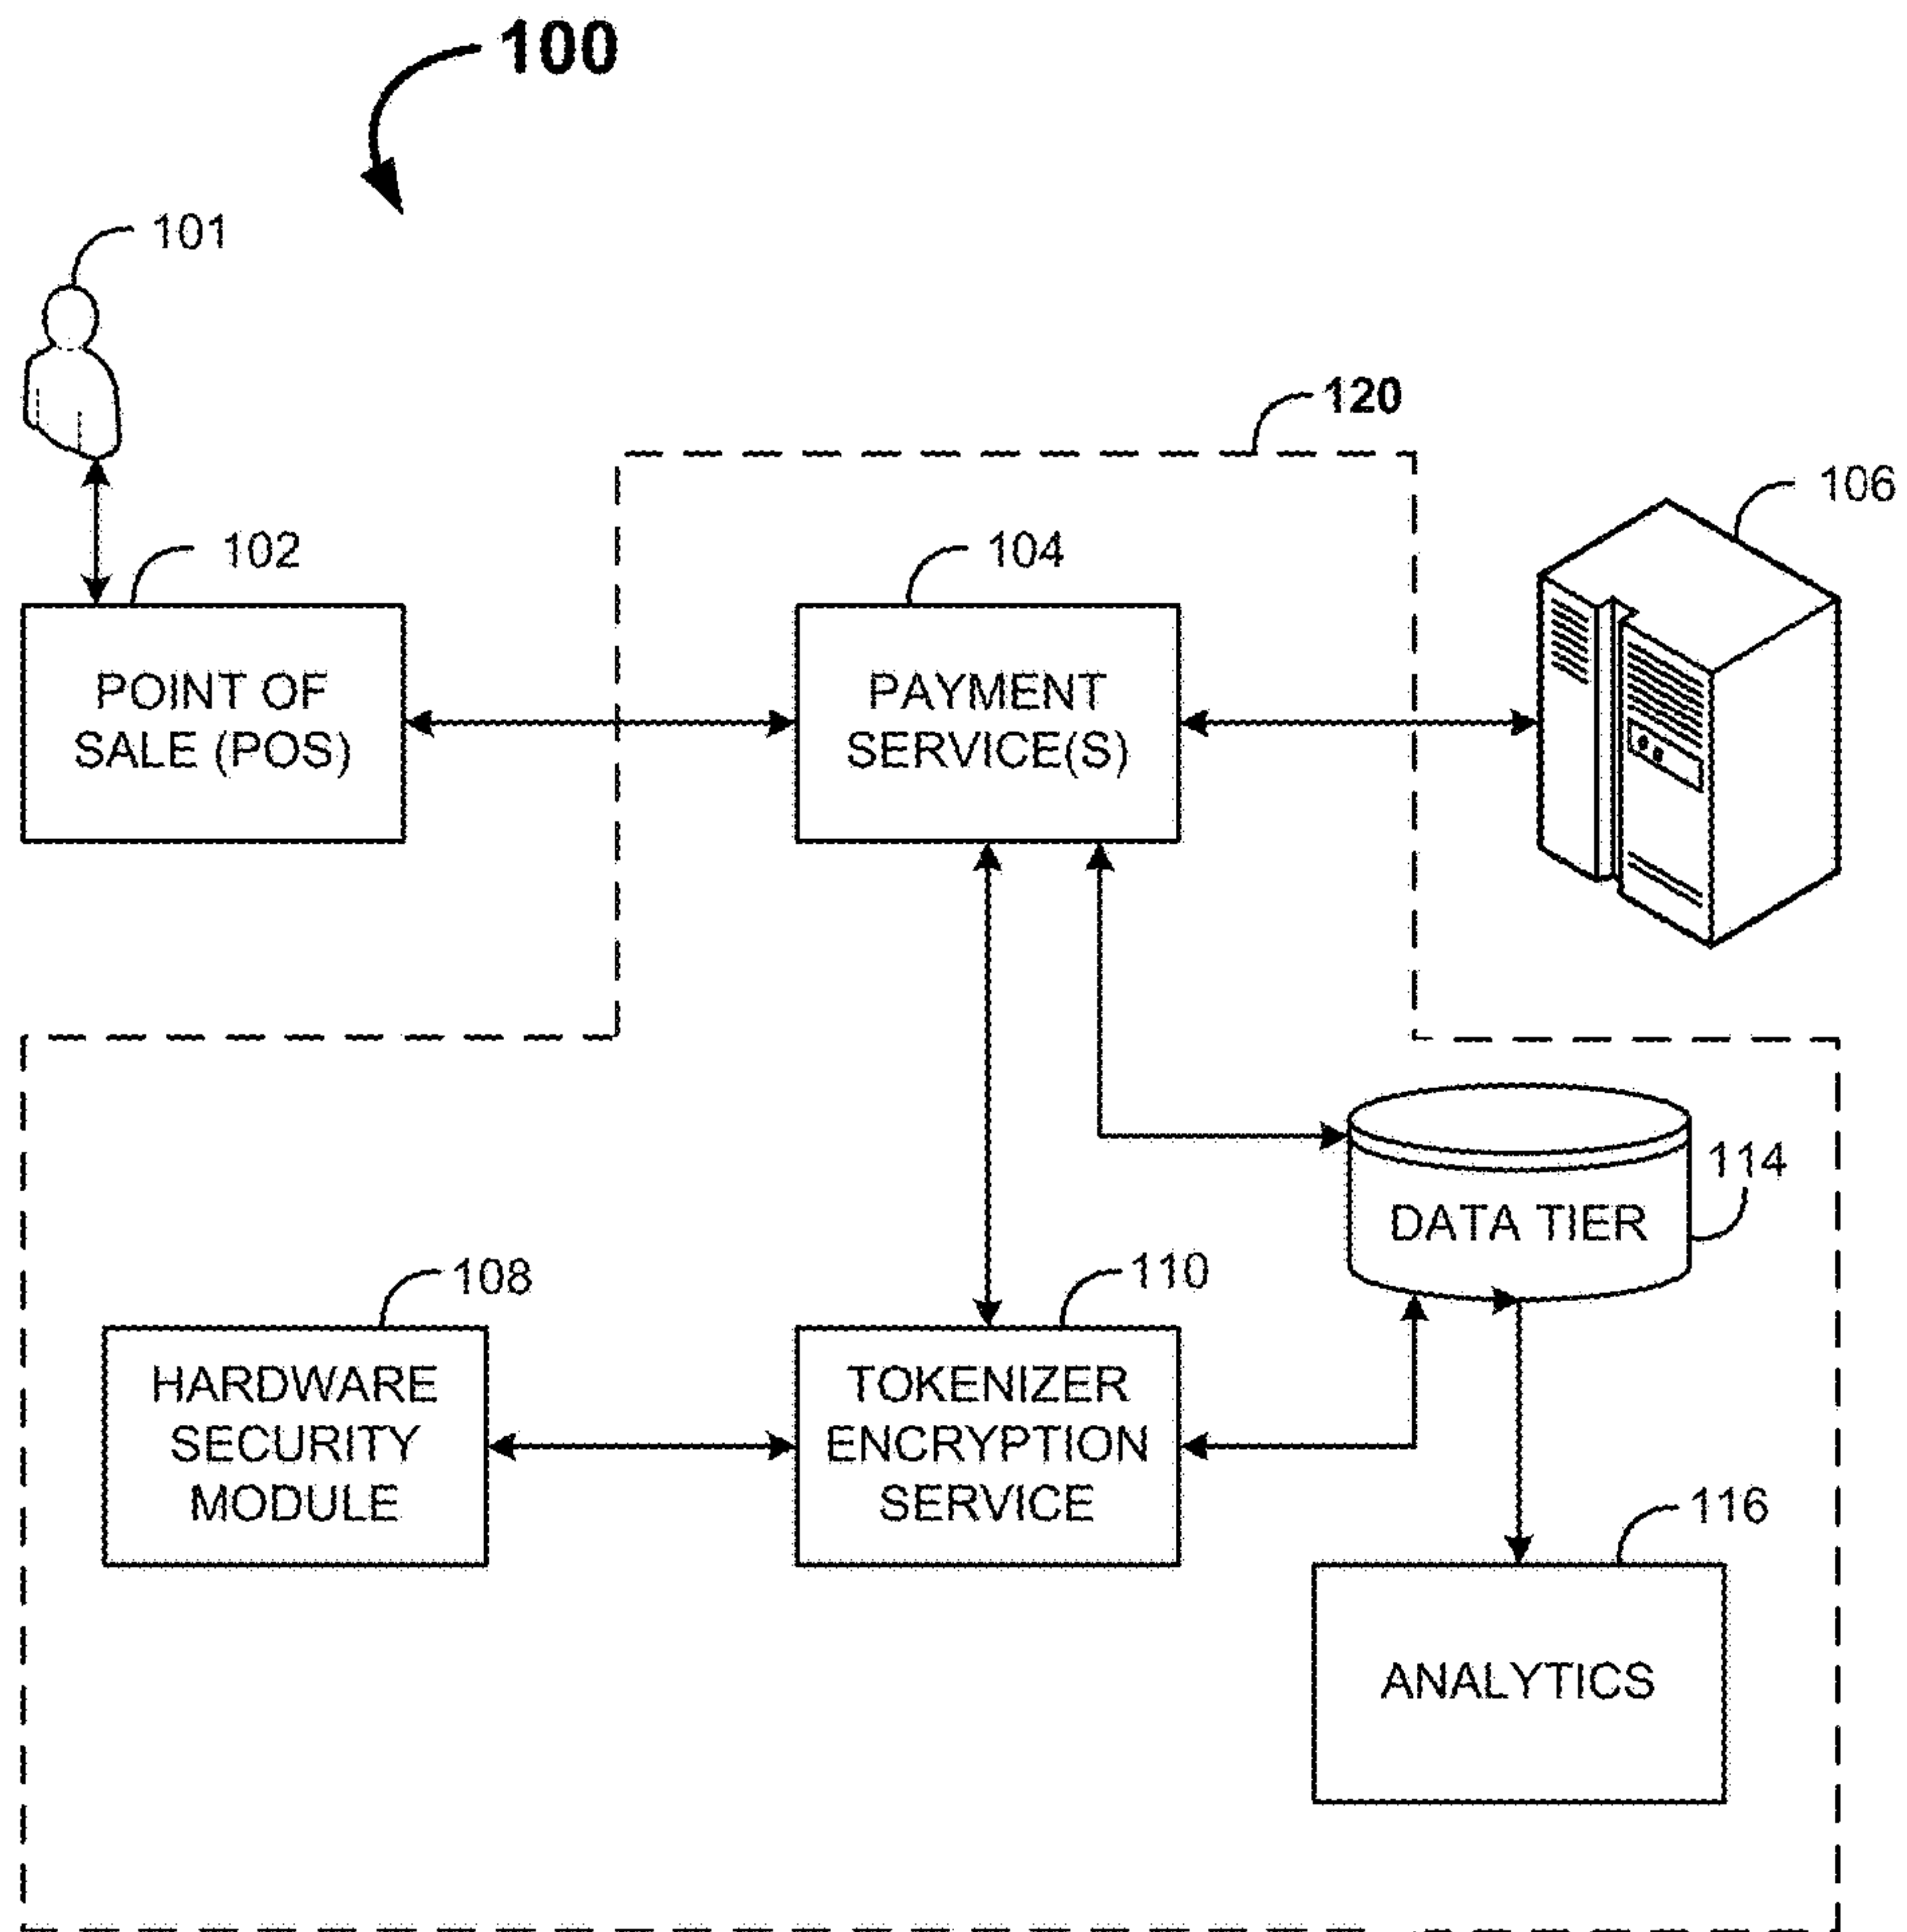 100
101
120
106
102
104
POINT OF
SALE (POS)
PAYMENT
SERVICE(S)
114
DATA TIER
108
110
HARDWARE
SECURITY
MODULE
TOKENIZER
ENCRYPTION
SERVICE
116
ANALYTICS